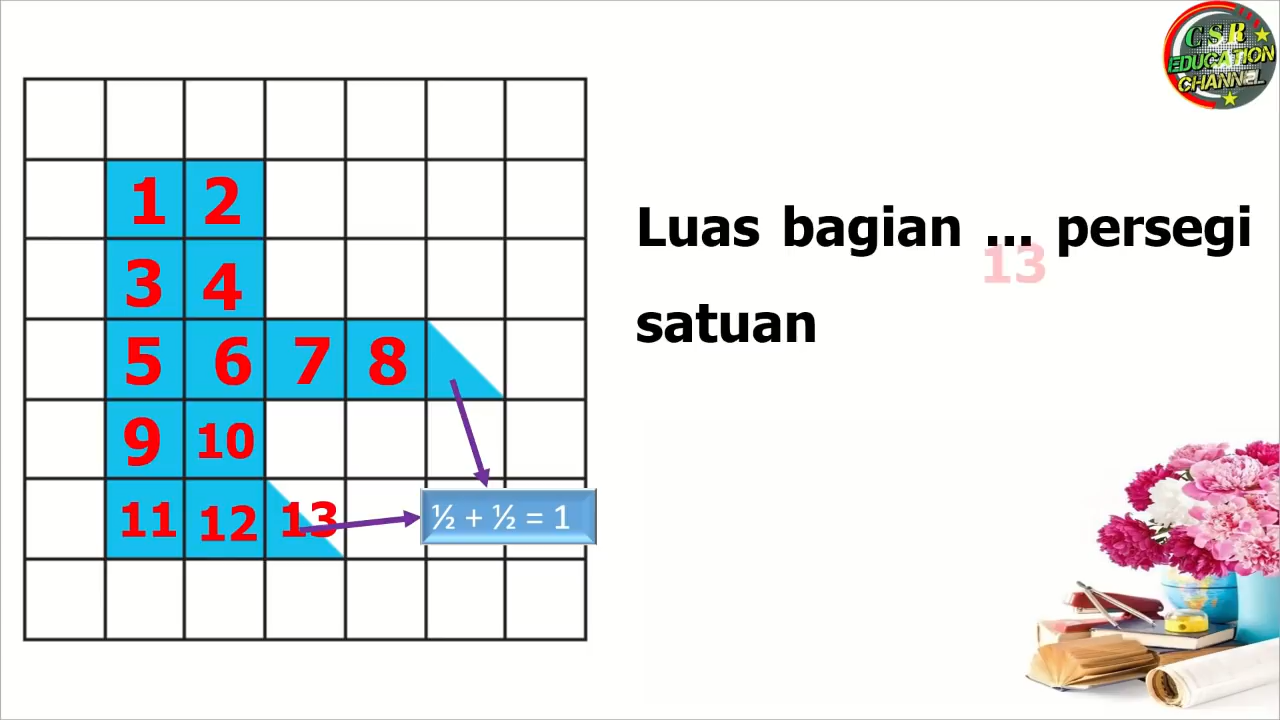 CSR
EDUCATION
CHANNEL
1 2
3 4
5 6 7 8
9 10
11 12 13
½ + ½ = 1
Luas bagian ... persegi
13
satuan